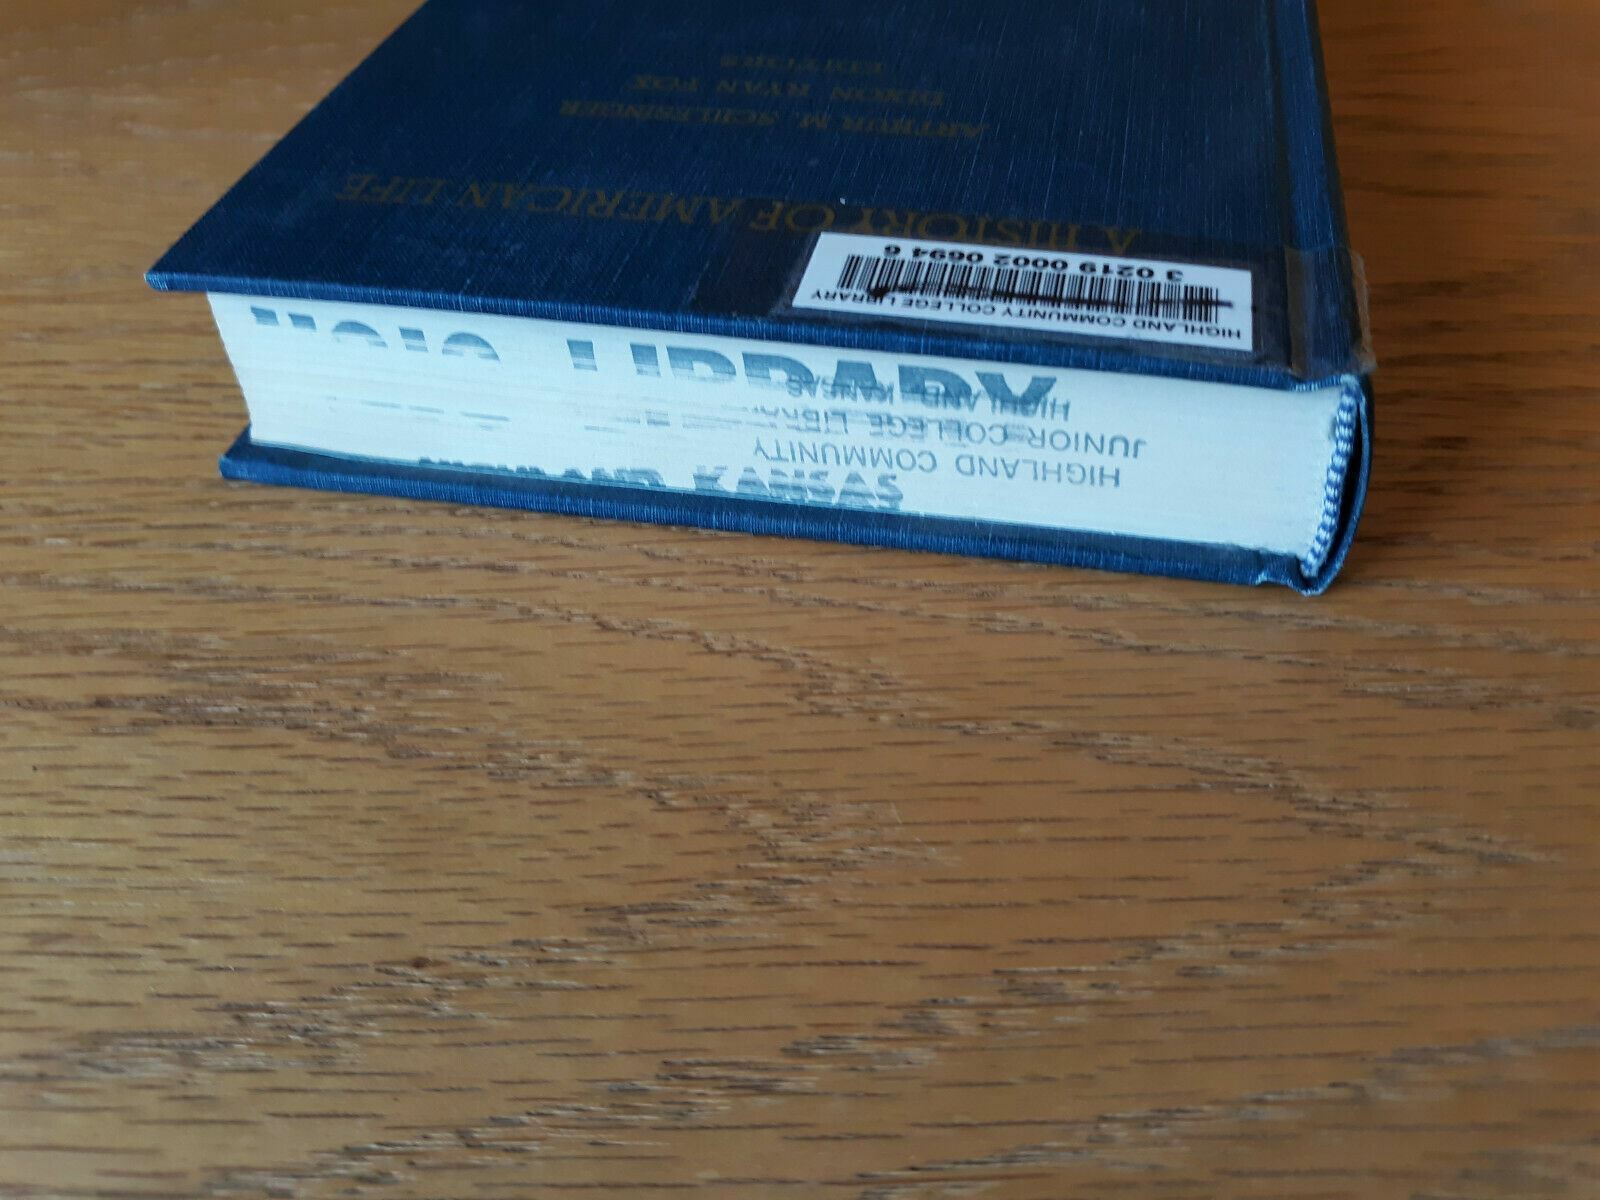 A HISTORY OF AMERICAN LIFE
ARTHUR M. SCHLESINGER
DIXON RYAN FOX
EDITORS
HIGHLAND COMMUNITY COLLEGE LIBRARY
3 0219 0002 0694 6
LIBRARY
KANSAS
HIGHLAND COMMUNITY
JUNIOR COLLEGE
HIGHLAND KANSAS